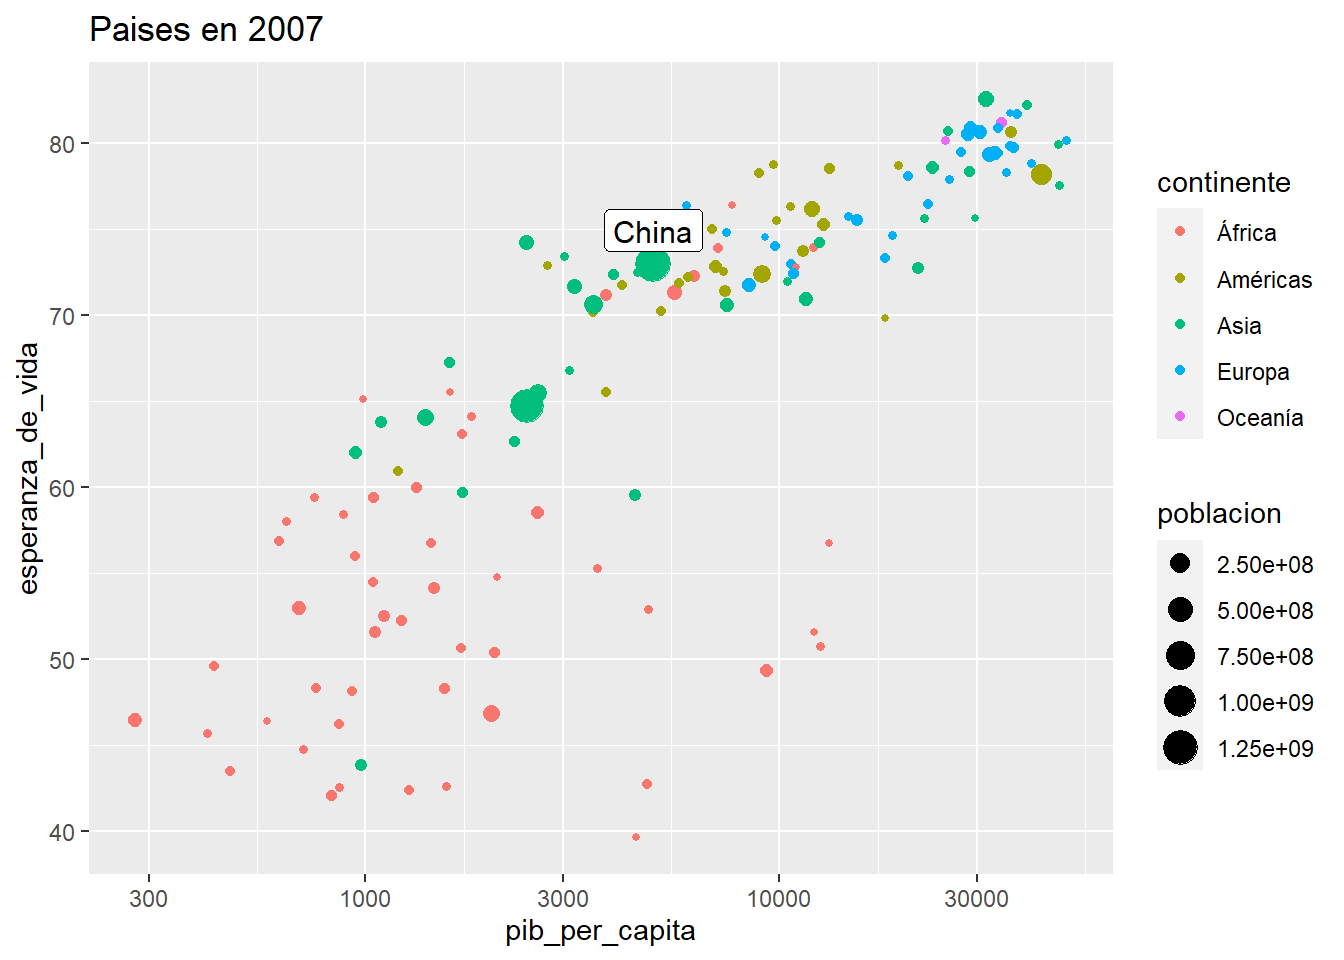 Paises en 2007
esperanza_de_vida
80
70
60
50
40
China
300
1000
3000
10000
30000
pib_per_capita
continente
África
Américas
Asia
Europa
Oceanía
poblacion
2.50e+08
5.00e+08
7.50e+08
1.00e+09
1.25e+09